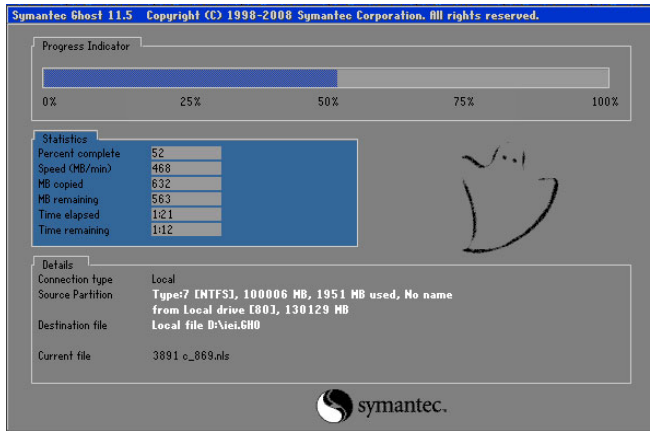 Symantec Ghost 11.5 Copyright (C) 1998-2008 Symantec Corporation. All rights reserved.
Progress Indicator
0% 25% 50% 75% 100%
Statistics
Percent complete 52
Speed (MB/min) 468
MB copied 632
MB remaining 563
Time elapsed 1:21
Time remaining 1:12
Details
Connection type Local
Source Partition Type:7 [NTFS], 100006 MB, 1951 MB used, No name
from Local drive [80], 130129 MB
Destination file Local file D:\iei.GHO
Current file 3891 c_869.nls
symantec.